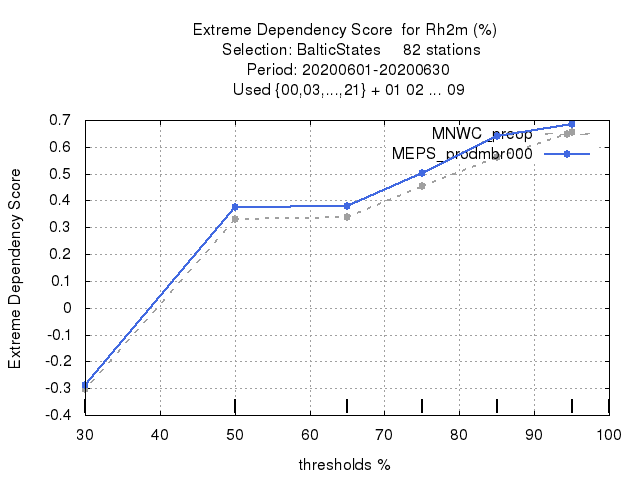 Extreme Dependency Score  for Rh2m (%)
Selection: BalticStates     82 stations
Period: 20200601-20200630
Used {00,03,...,21} + 01 02 ... 09
Extreme Dependency Score
0.7
0.6
0.5
0.4
0.3
0.2
0.1
0
-0.1
-0.2
-0.3
-0.4
MNWC_preop
MEPS_prodmbr000
30 40 50 60 70 80 90 100
thresholds %